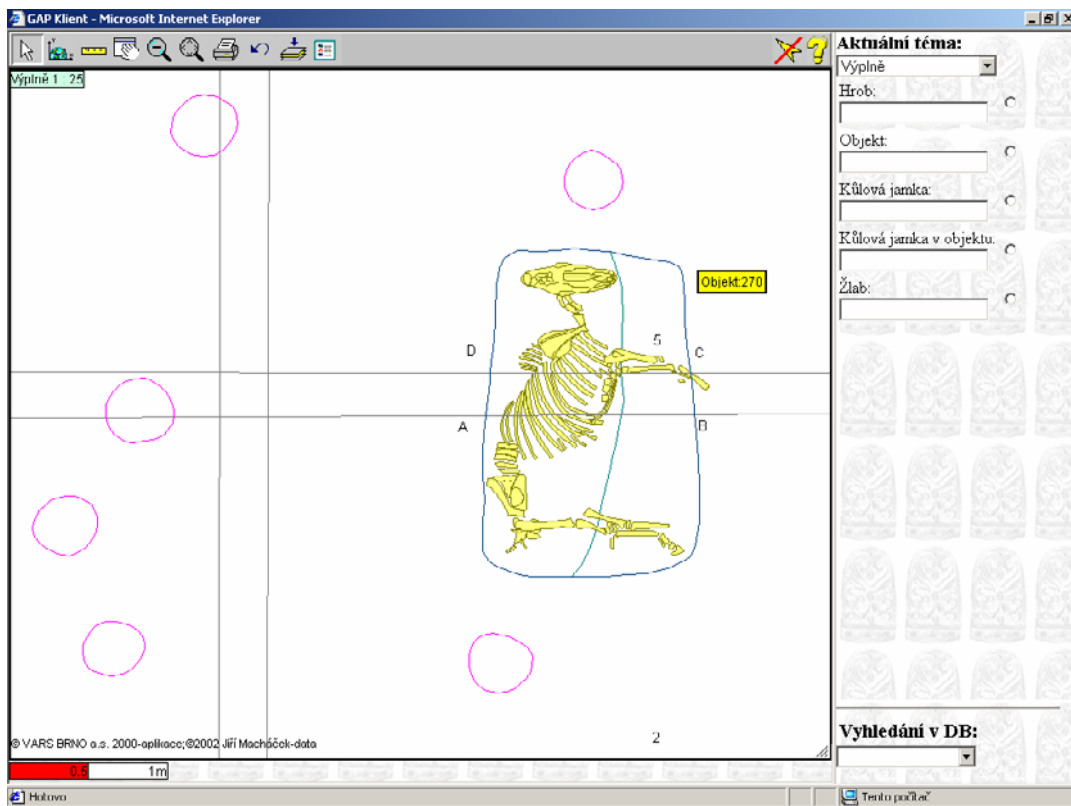 GAP Klient - Microsoft Internet Explorer
Výplně 1 : 25
Objekt:270
D
5
C
A
B
© VARS BRNO a.s. 2000-aplikace;©2002 Jiří Macháček-data
2
0.5
1m
Aktuální téma:
Výplně
Hrob:
Objekt:
Kůlová jamka:
Kůlová jamka v objektu.
Žlab:
Vyhledání v DB:
Hotovo
Tento počítač